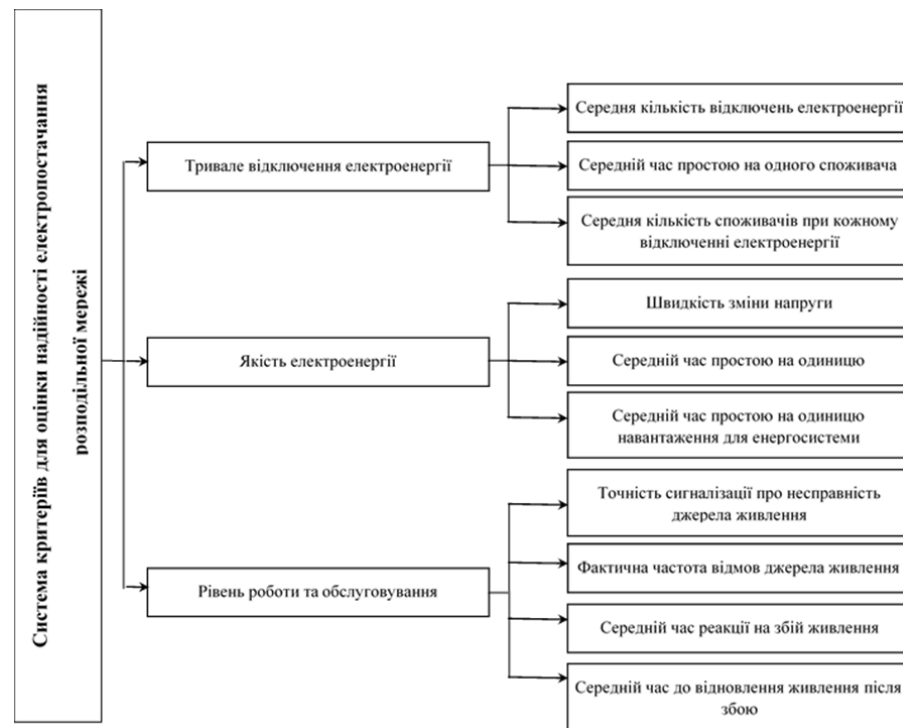 Система критеріїв для оцінки надійності електропостачання
розподільної мережі
Тривале відключення електроенергії
Середня кількість відключень електроенергії
Середній час простою на одного споживача
Середня кількість споживачів при кожному
відключенні електроенергії
Якість електроенергії
Швидкість зміни напруги
Середній час простою на одиницю
Середній час простою на одиницю
навантаження для енергосистеми
Рівень роботи та обслуговування
Точність сигналізації про несправність
джерела живлення
Фактична частота відмов джерела живлення
Середній час реакції на збій живлення
Середній час до відновлення живлення після
збою